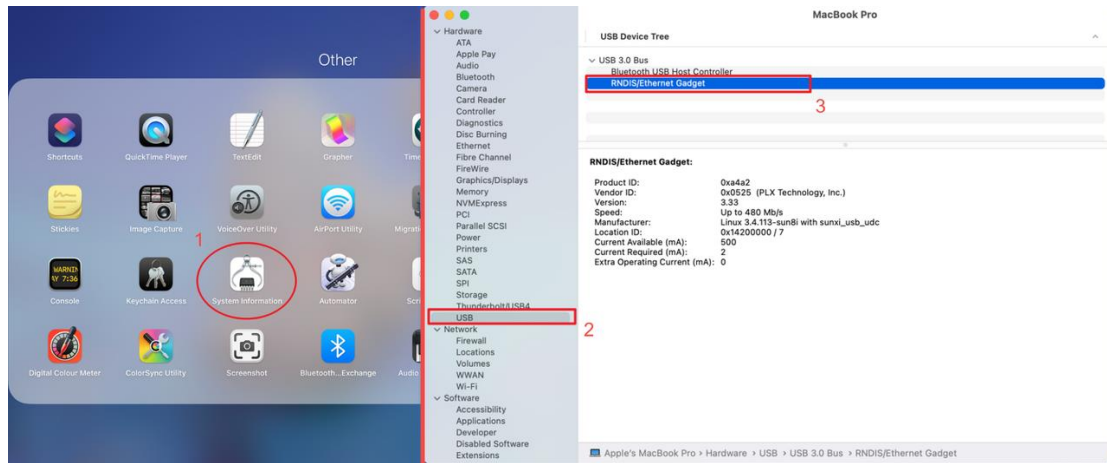 Other
Shortcuts
QuickTime Player
TextEdit
Grapher
Time
Stickies
Image Capture
VoiceOver Utility
AirPort Utility
Migrati
1
WARNIN
AY 7:36
Console
Keychain Access
System Information
Automator
Scri
Digital Colour Meter
ColorSync Utility
Screenshot
Bluetooth...Exchange
Audio
Hardware
ATA
Apple Pay
Audio
Bluetooth
Camera
Card Reader
Controller
Diagnostics
Disc Burning
Ethernet
Fibre Channel
FireWire
Graphics/Displays
Memory
NVMExpress
PCI
Parallel SCSI
Power
Printers
SAS
SATA
SPI
Storage
Thunderbolt/USB4
USB
2
Network
Firewall
Locations
Volumes
WWAN
Wi-Fi
Software
Accessibility
Applications
Developer
Disabled Software
Extensions
MacBook Pro
USB Device Tree
USB 3.0 Bus
Bluetooth USB Host Controller
RNDIS/Ethernet Gadget
3
RNDIS/Ethernet Gadget:
Product ID: 0xa4a2
Vendor ID: 0x0525 (PLX Technology, Inc.)
Version: 3.33
Speed: Up to 480 Mb/s
Manufacturer: Linux 3.4.113-sun8i with sunxi_usb_udc
Location ID: 0x14200000 / 7
Current Available (mA): 500
Current Required (mA): 2
Extra Operating Current (mA): 0
Apple's MacBook Pro › Hardware › USB › USB 3.0 Bus › RNDIS/Ethernet Gadget